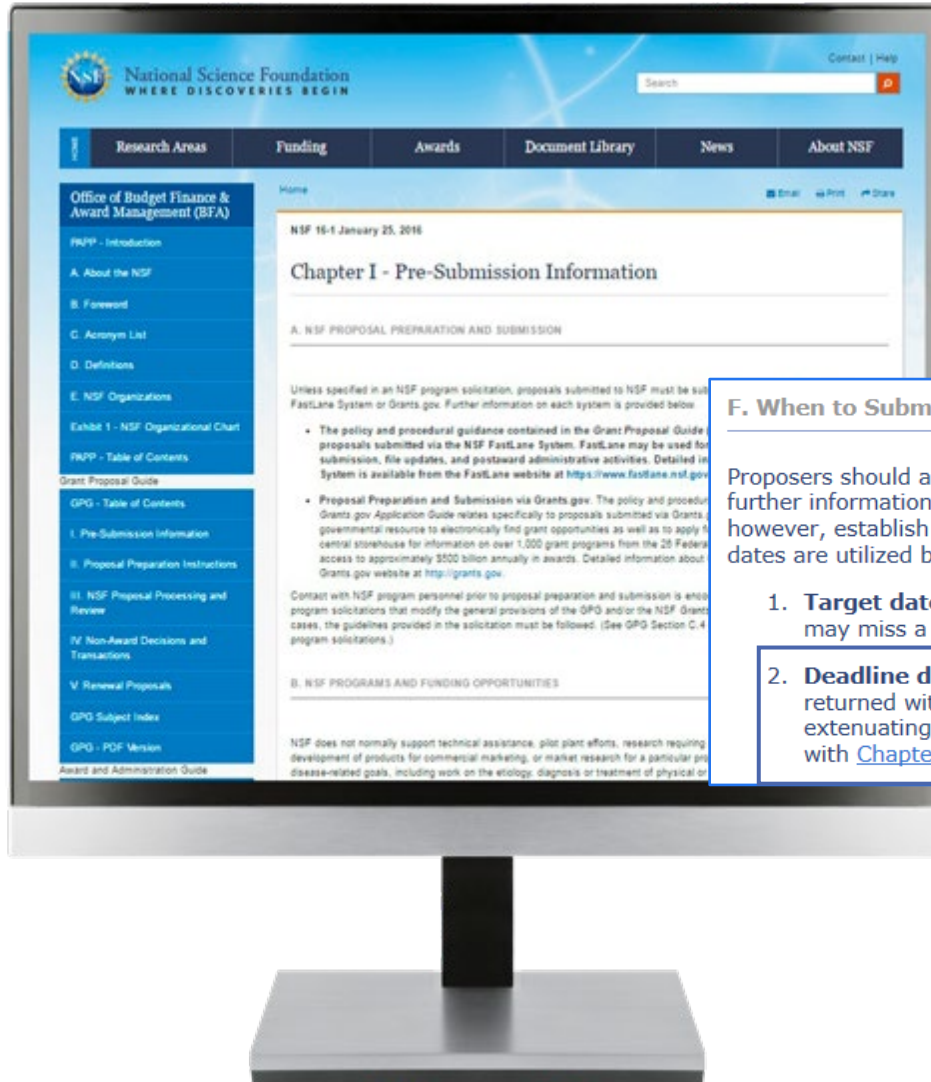 NSF
National Science Foundation
WHERE DISCOVERIES BEGIN
Contact | Help
Search
HOME
Research Areas
Funding
Awards
Document Library
News
About NSF
Office of Budget Finance &
Award Management (BFA)
PAPP - Introduction
A. About the NSF
B. Foreword
C. Acronym List
D. Definitions
E. NSF Organizations
Exhibit 1 - NSF Organizational Chart
PAPP - Table of Contents
Grant Proposal Guide
GPG - Table of Contents
I. Pre-Submission Information
II. Proposal Preparation Instructions
III. NSF Proposal Processing and
Review
IV. Non-Award Decisions and
Transactions
V. Renewal Proposals
GPG Subject Index
GPG - PDF Version
Award and Administration Guide
Home
Email Print Share
NSF 16-1 January 25, 2016
Chapter I - Pre-Submission Information
A. NSF PROPOSAL PREPARATION AND SUBMISSION
Unless specified in an NSF program solicitation, proposals submitted to NSF must be sub
FastLane System or Grants.gov. Further information on each system is provided below
• The policy and procedural guidance contained in the Grant Proposal Guide
proposals submitted via the NSF FastLane System. FastLane may be used for
submission, file updates, and postaward administrative activities. Detailed in
System is available from the FastLane website at https://www.fastlane.nsf.gov
• Proposal Preparation and Submission via Grants.gov. The policy and procedur
Grants.gov Application Guide relates specifically to proposals submitted via Grants.g
governmental resource to electronically find grant opportunities as well as to apply f
central storehouse for information on over 1,000 grant programs from the 26 Federa
access to approximately $500 billion annually in awards. Detailed information about
Grants.gov website at http://grants.gov.
Contact with NSF program personnel prior to proposal preparation and submission is enco
program solicitations that modify the general provisions of the GPG and/or the NSF Grants
cases, the guidelines provided in the solicitation must be followed. (See GPG Section C.4
program solicitations.)
B. NSF PROGRAMS AND FUNDING OPPORTUNITIES
NSF does not normally support technical assistance, pilot plant efforts, research requiring
development of products for commercial marketing, or market research for a particular pro
disease-related goals, including work on the etiology, diagnosis or treatment of physical or
F. When to Subm
Proposers should a
further information
however, establish
dates are utilized b
1. Target date
may miss a
2. Deadline d
returned wit
extenuating
with Chapte